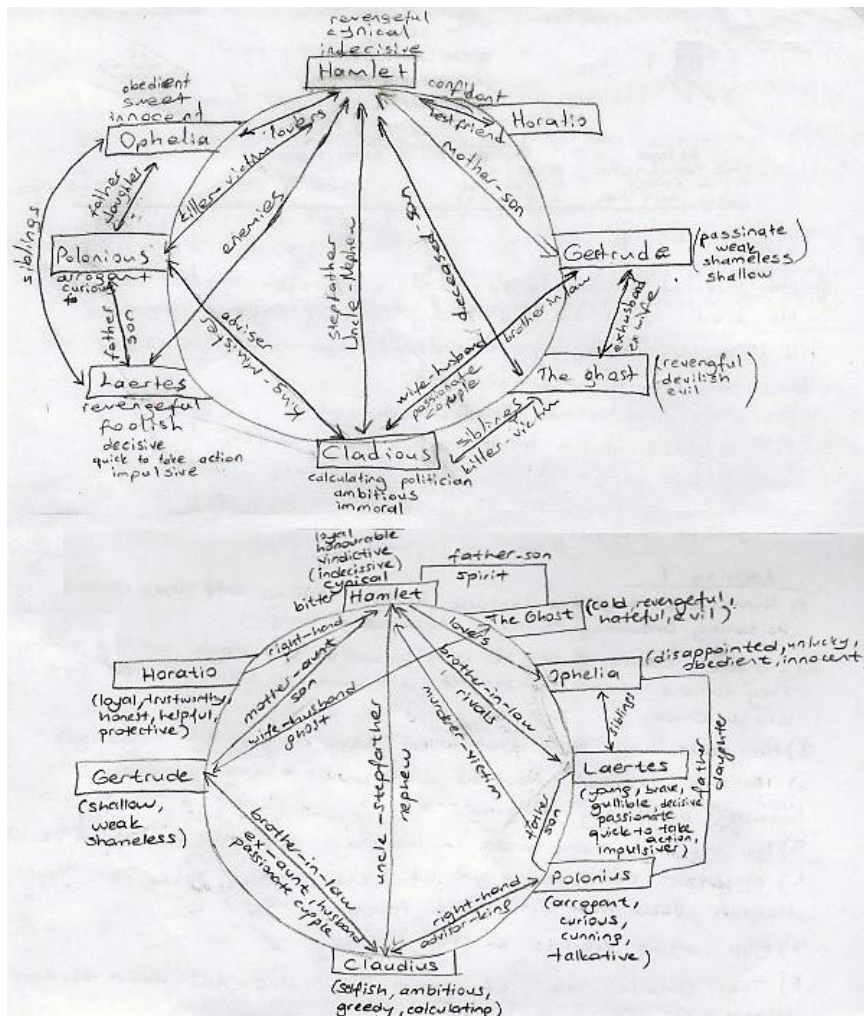 revengeful
cynical
indecisive
Hamlet
obedient
sweet
innocent
Ophelia
lovers
confident
best friend
Horatio
killer-victim
mother-son
father
daughter
siblings
enemies
Polonious
arrogant
curious
fo
Stepfather
Uncle-Nephew
deceased-son
Gertrude
(passinate
weak
shameless
shallow)
adviser
King-Minister
father
son
wife-husband
brother-in-law
passionate
couple
exhusband
ex wife
Laertes
revengeful
foolish
decisive
quick to take action
impulsive
The ghost
(revengful
devilish
evil)
siblings
killer-victim
Cladious
calculating politician
ambitious
immoral
loyal
honourable
vindictive
(indecissive)
cynical
bitter
Hamlet
father-son
spirit
The Ghost
(cold, revengeful,
hateful, evil)
right-hand
lovers
Horatio
(loyal, trustworthy,
honest, helpful,
protective)
mother-aunt
son
wife-husband
ghost
brother-in-law
rivals
murderer-victim
Ophelia
(disappointed, unlucky,
obedient, innocent)
siblings
father
daughter
Gertrude
(shallow,
weak
shameless)
uncle-stepfather
nephew
Laertes
(young, brave,
gullible, decisive
passionate
quick to take
action,
impulsiver)
father
son
brother-in-law
ex-aunt, husband
passionate cupple
right-hand
advisor-king
Polonius
(arrogant,
curious,
cunning,
talkative)
Claudius
(selfish, ambitious,
greedy, calculating)